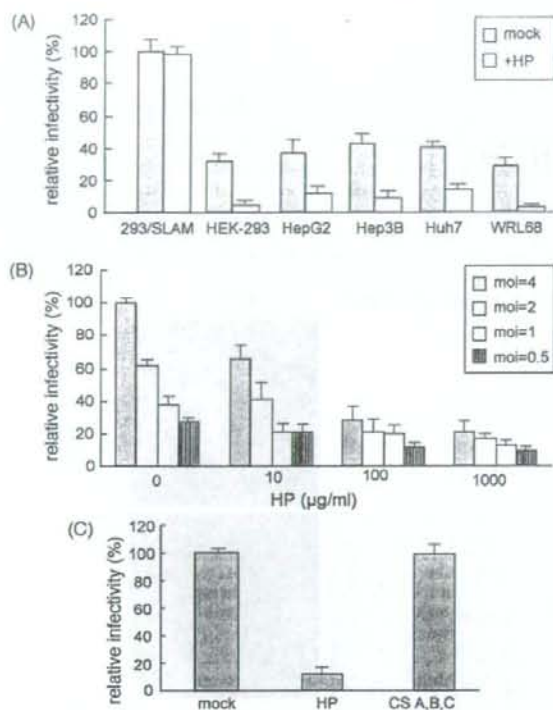 (A)
relative infectivity (%)
120
100
80
60
40
20
0
mock
+HP
293/SLAM HEK-293 HepG2 Hep3B Huh7 WRL68
(B)
relative infectivity (%)
120
100
80
60
40
20
0
moi=4
moi=2
moi=1
moi=0.5
0 10 100 1000
HP (µg/ml)
(C)
relative infectivity (%)
120
100
80
60
40
20
0
mock HP CS A,B,C